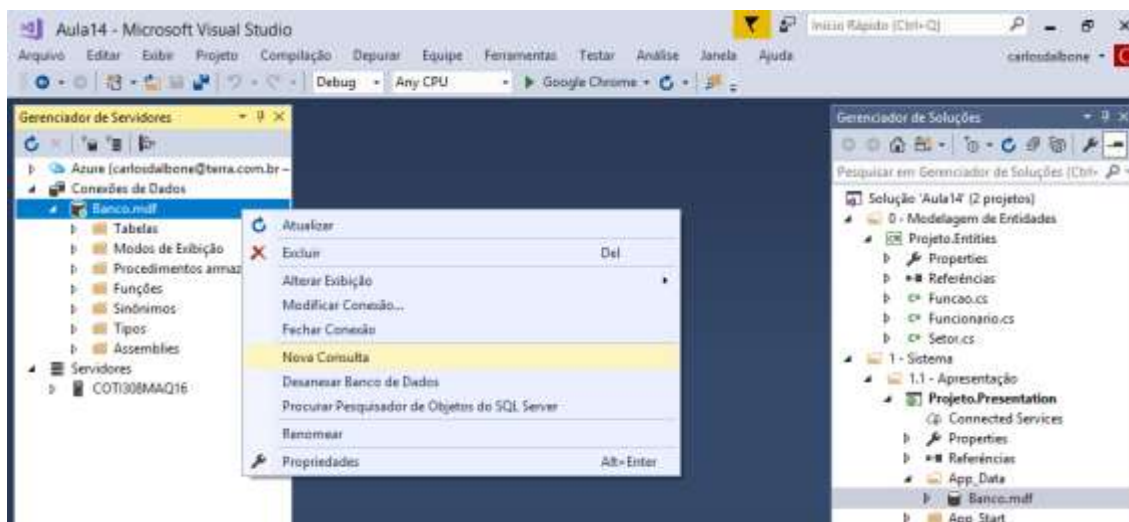 Aula14 - Microsoft Visual Studio
Início Rápido (Ctrl+Q)
Arquivo Editar Exibir Projeto Compilação Depurar Equipe Ferramentas Testar Análise Janela Ajuda
carlosdalbone
Debug Any CPU Google Chrome
Gerenciador de Servidores
Azure (carlosdalbone@terra.com.br -
Conexões de Dados
Banco.mdf
Tabelas
Modos de Exibição
Procedimentos armaz
Funções
Sinônimos
Tipos
Assemblies
Servidores
COTI308MAQ16
Atualizar
Excluir Del
Alterar Exibição
Modificar Conexão...
Fechar Conexão
Nova Consulta
Desanexar Banco de Dados
Procurar Pesquisador de Objetos do SQL Server
Renomear
Propriedades Alt+Enter
Gerenciador de Soluções
Pesquisar em Gerenciador de Soluções (Ctrl+
Solução 'Aula14' (2 projetos)
0 - Modelagem de Entidades
C# Projeto.Entities
Properties
Referências
C# Funcao.cs
C# Funcionario.cs
C# Setor.cs
1 - Sistema
1.1 - Apresentação
Projeto.Presentation
Connected Services
Properties
Referências
App_Data
Banco.mdf
App_Start